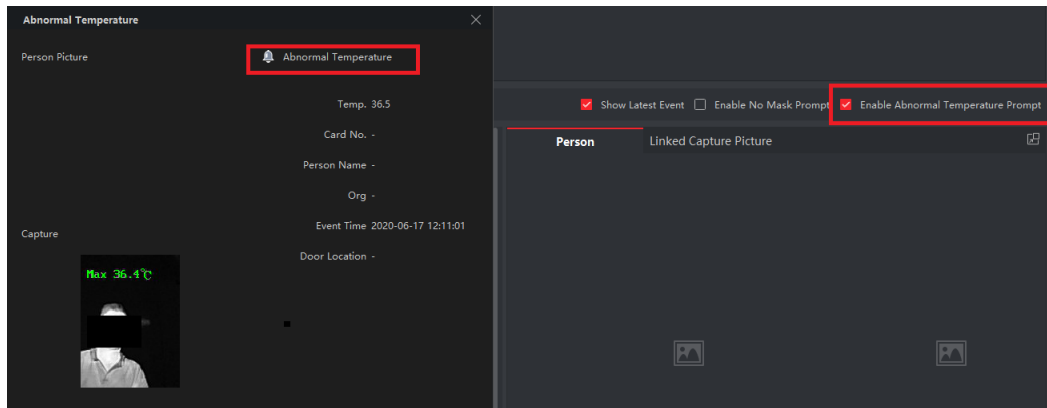 Abnormal Temperature
Person Picture
Abnormal Temperature
Temp. 36.5
Card No. -
Person Name -
Org -
Event Time 2020-06-17 12:11:01
Door Location -
Capture
Max 36.4℃
Show Latest Event
Enable No Mask Prompt
Enable Abnormal Temperature Prompt
Person
Linked Capture Picture